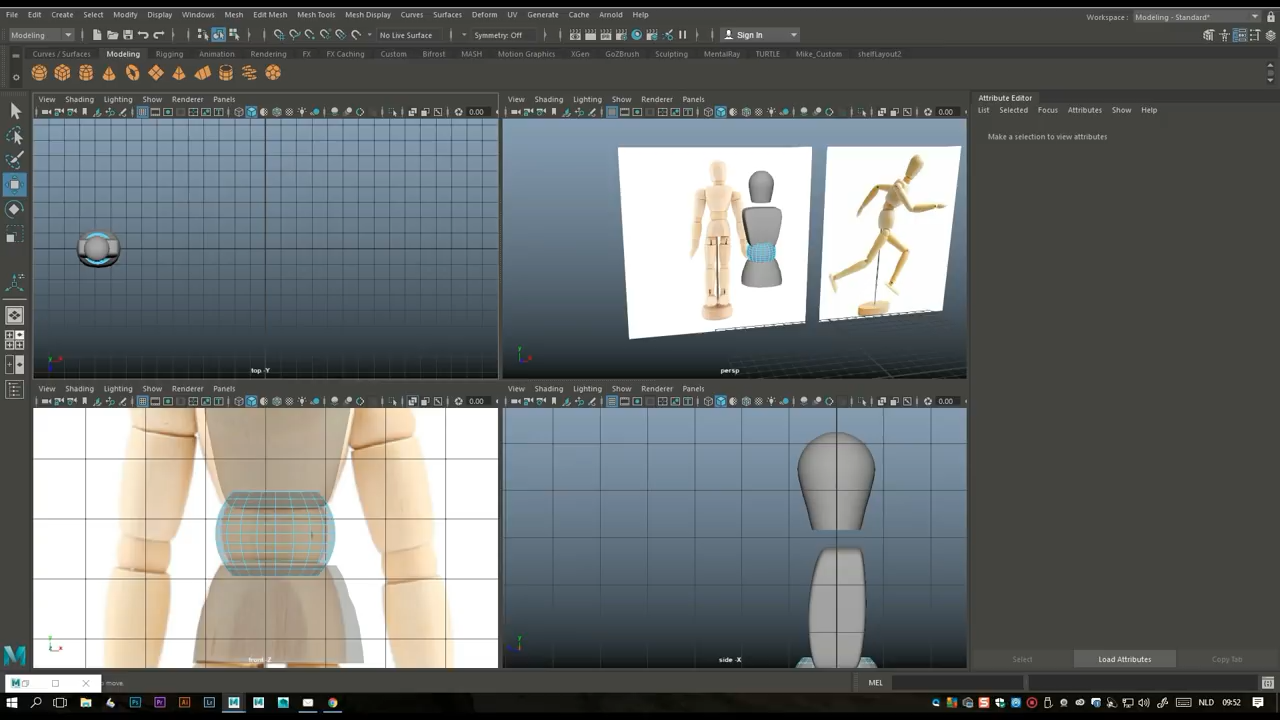 File Edit Create Select Modify Display Windows Mesh Edit Mesh Mesh Tools Mesh Display Curves Surfaces Deform UV Generate Cache Arnold Help
Workspace : Modeling - Standard*
Modeling No Live Surface Symmetry: Off Sign In
Curves / Surfaces Modeling Rigging Animation Rendering FX FX Caching Custom Bifrost MASH Motion Graphics XGen GoZBrush Sculpting MentalRay TURTLE Mike_Custom shelfLayout2
View Shading Lighting Show Renderer Panels
0.00
top -Y
View Shading Lighting Show Renderer Panels
0.00
persp
View Shading Lighting Show Renderer Panels
0.00
front -Z
View Shading Lighting Show Renderer Panels
0.00
side -X
Attribute Editor
List Selected Focus Attributes Show Help
Make a selection to view attributes
Select Load Attributes Copy Tab
move.
MEL
NLD 09:52